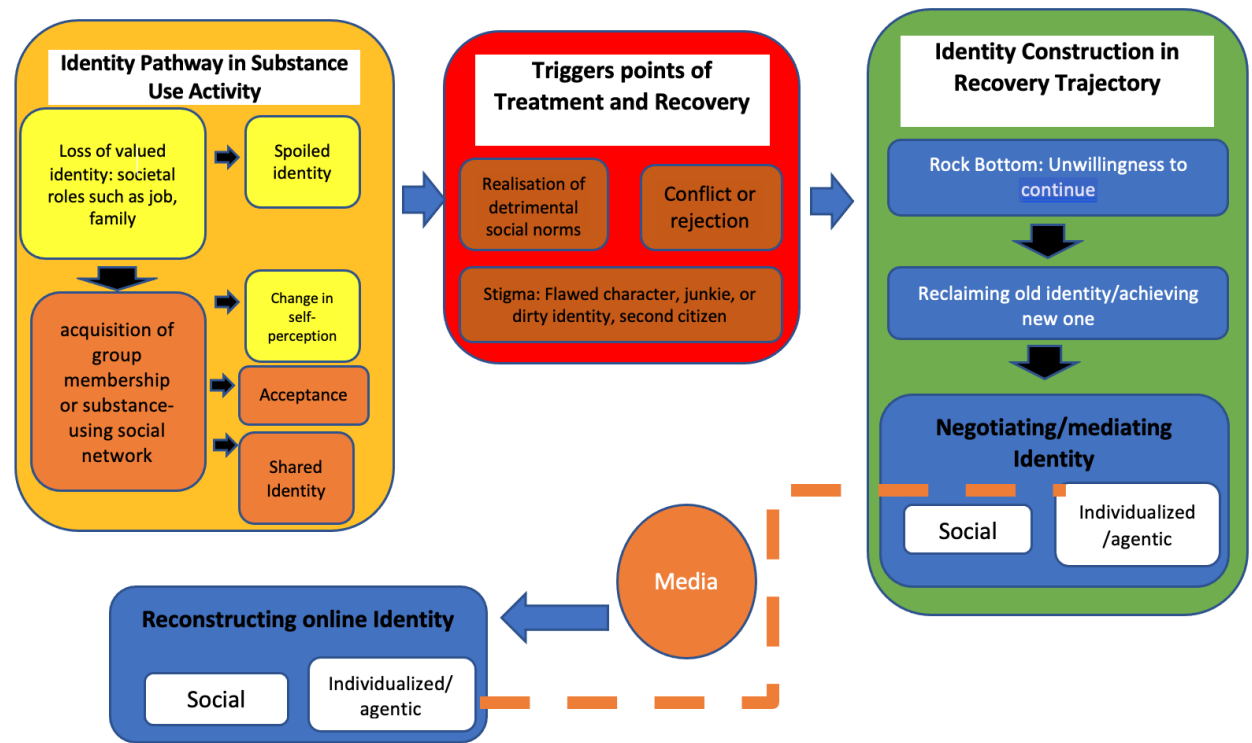 Identity Pathway in Substance
Use Activity
Loss of valued
identity: societal
roles such as job,
family
Spoiled
identity
acquisition of
group
membership
or substance-
using social
network
Change in
self-
perception
Acceptance
Shared
Identity
Triggers points of
Treatment and Recovery
Realisation of
detrimental
social norms
Conflict or
rejection
Stigma: Flawed character, junkie, or
dirty identity, second citizen
Identity Construction in
Recovery Trajectory
Rock Bottom: Unwillingness to
continue
Reclaiming old identity/achieving
new one
Negotiating/mediating
Identity
Social
Individualized
/agentic
Media
Reconstructing online Identity
Social
Individualized/
agentic